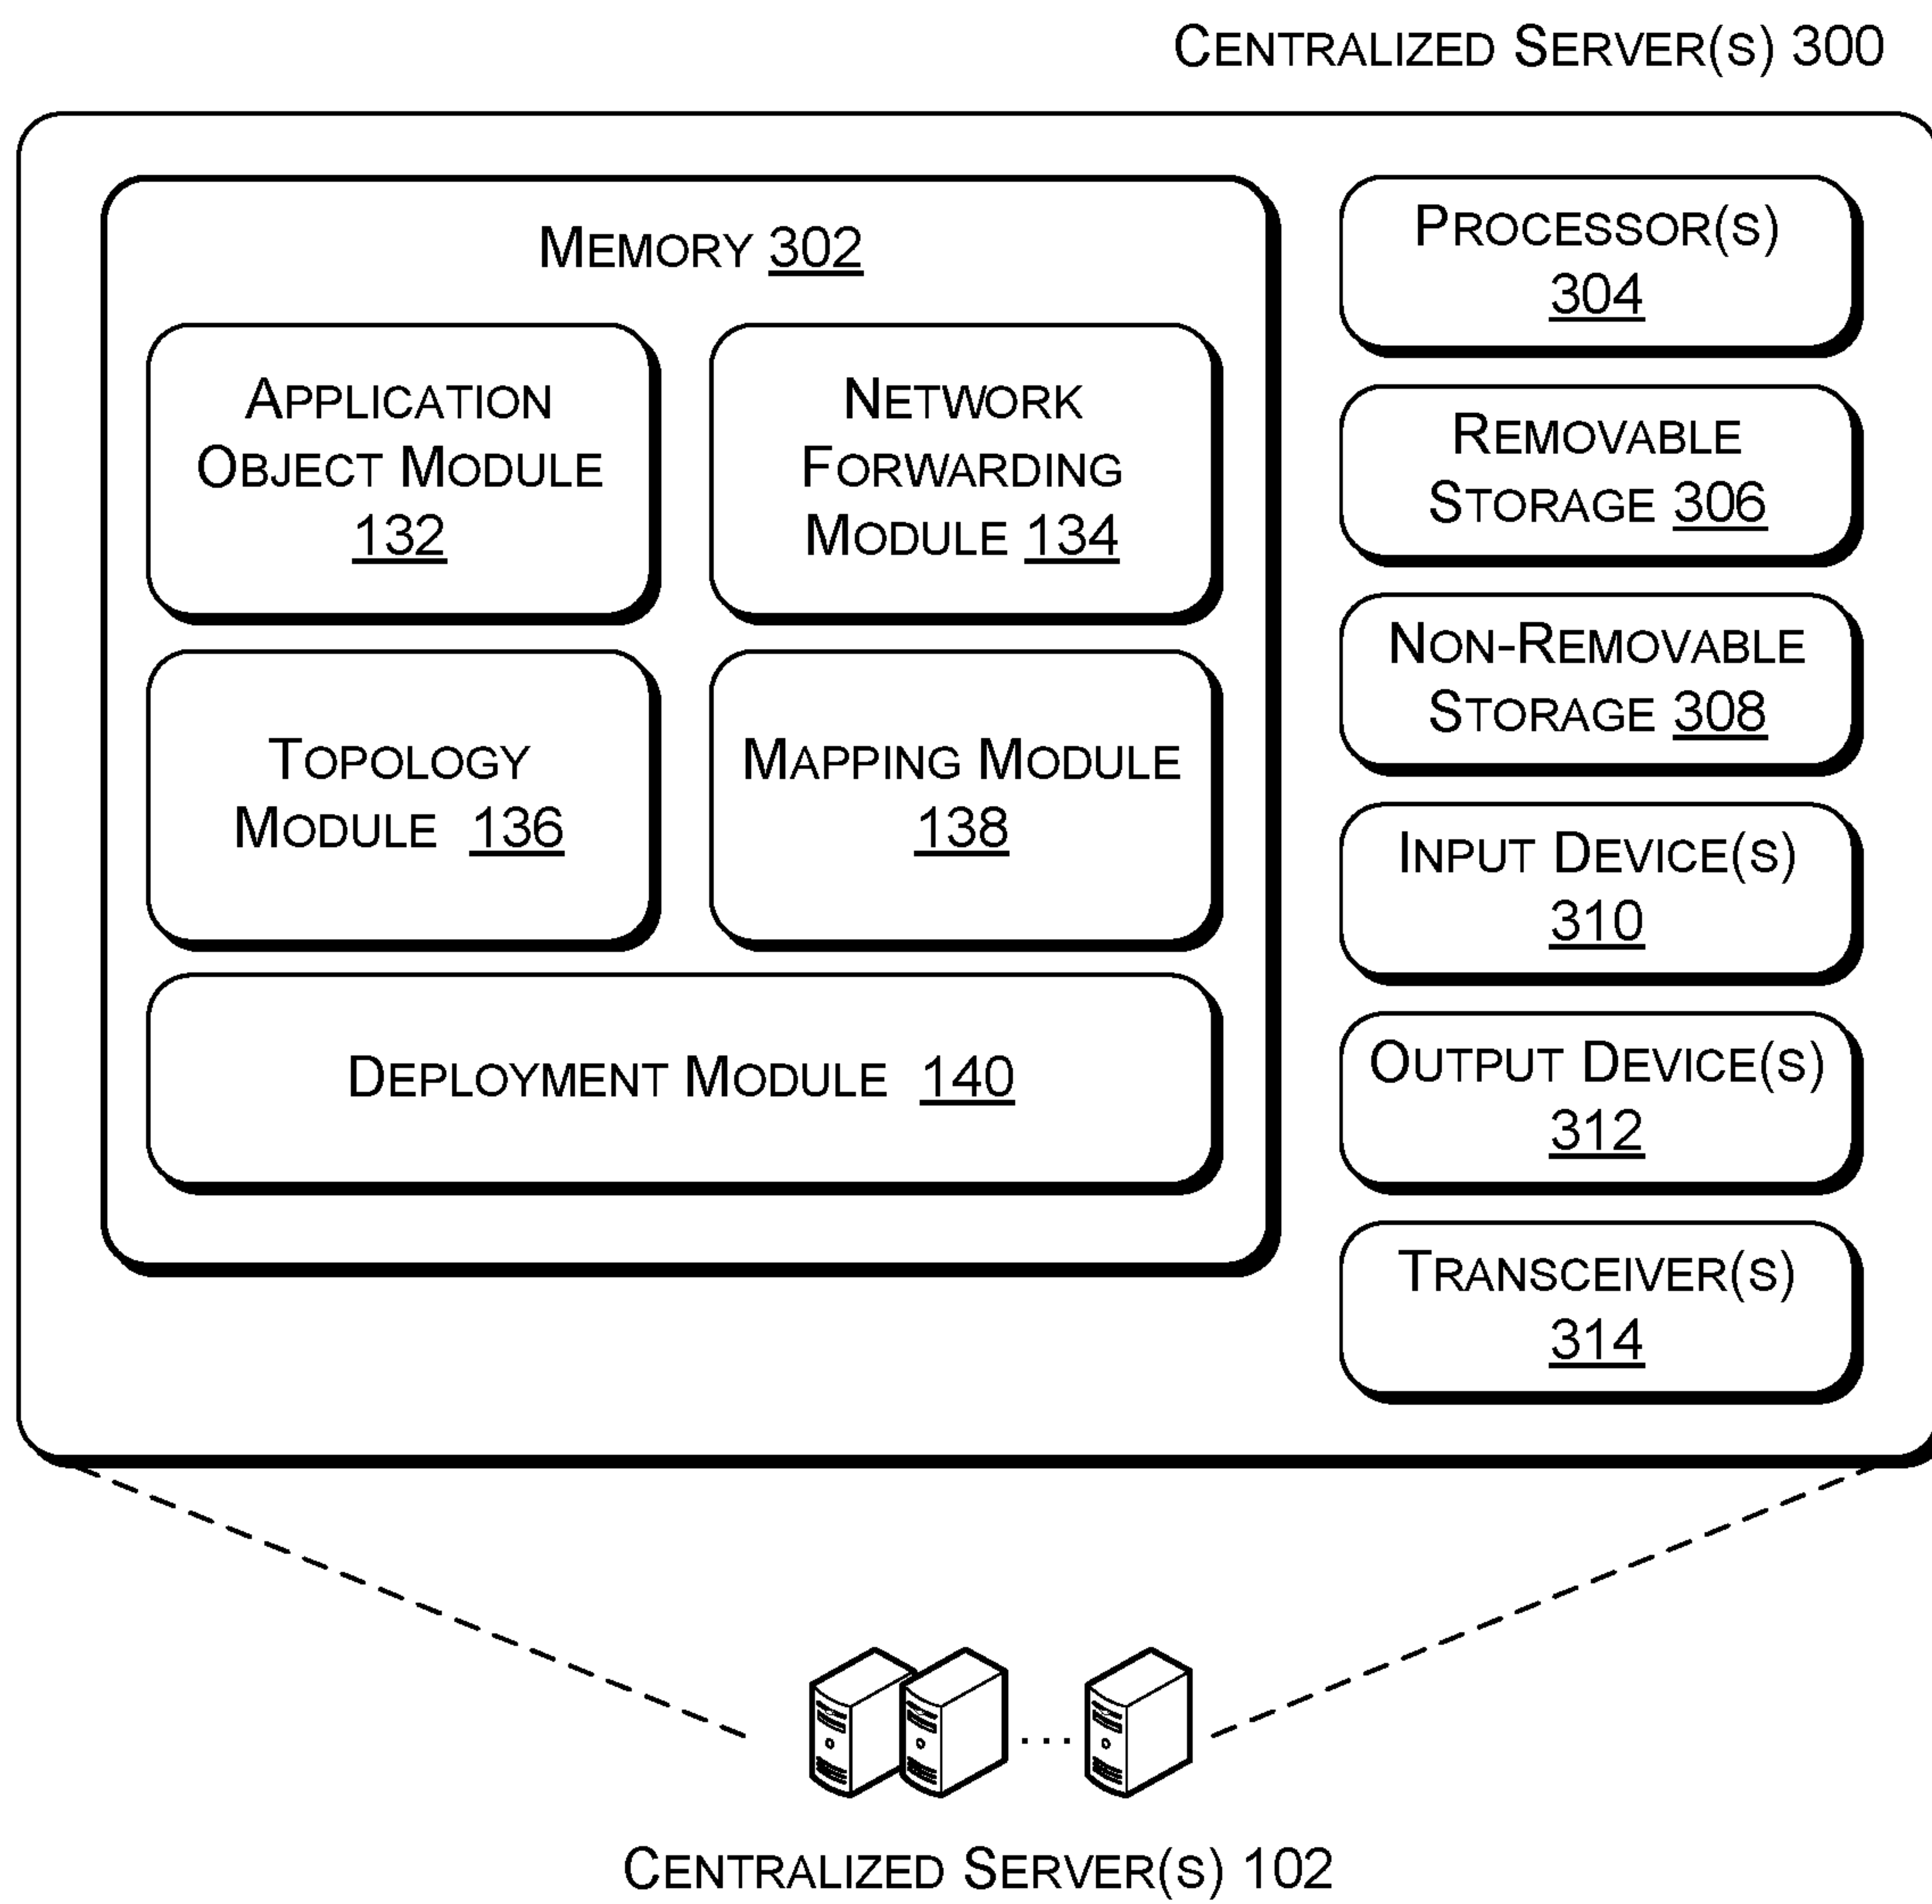 CENTRALIZED SERVER(S) 300
MEMORY 302
APPLICATION
OBJECT MODULE
132
NETWORK
FORWARDING
MODULE 134
TOPOLOGY
MODULE 136
MAPPING MODULE
138
DEPLOYMENT MODULE 140
PROCESSOR(S)
304
REMOVABLE
STORAGE 306
NON-REMOVABLE
STORAGE 308
INPUT DEVICE(S)
310
OUTPUT DEVICE(S)
312
TRANSCEIVER(S)
314
...
CENTRALIZED SERVER(S) 102